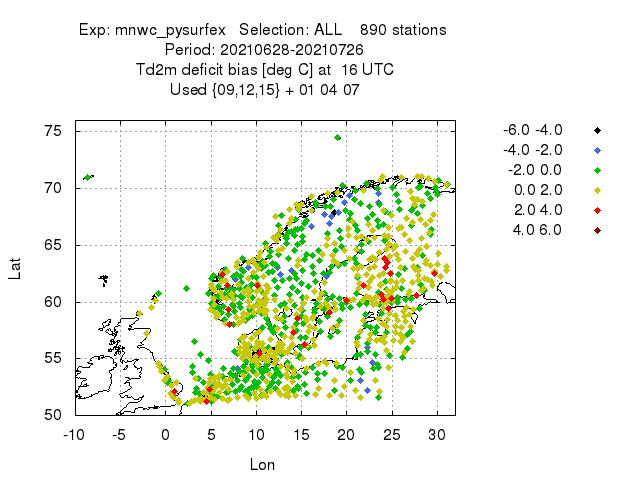 Exp: mnwc_pysurfex   Selection: ALL    890 stations
Period: 20210628-20210726
Td2m deficit bias [deg C] at  16 UTC
Used {09,12,15} + 01 04 07
75
70
65
60
55
50
Lat
-10 -5 0 5 10 15 20 25 30
Lon
-6.0 -4.0
-4.0 -2.0
-2.0 0.0
0.0 2.0
2.0 4.0
4.0 6.0